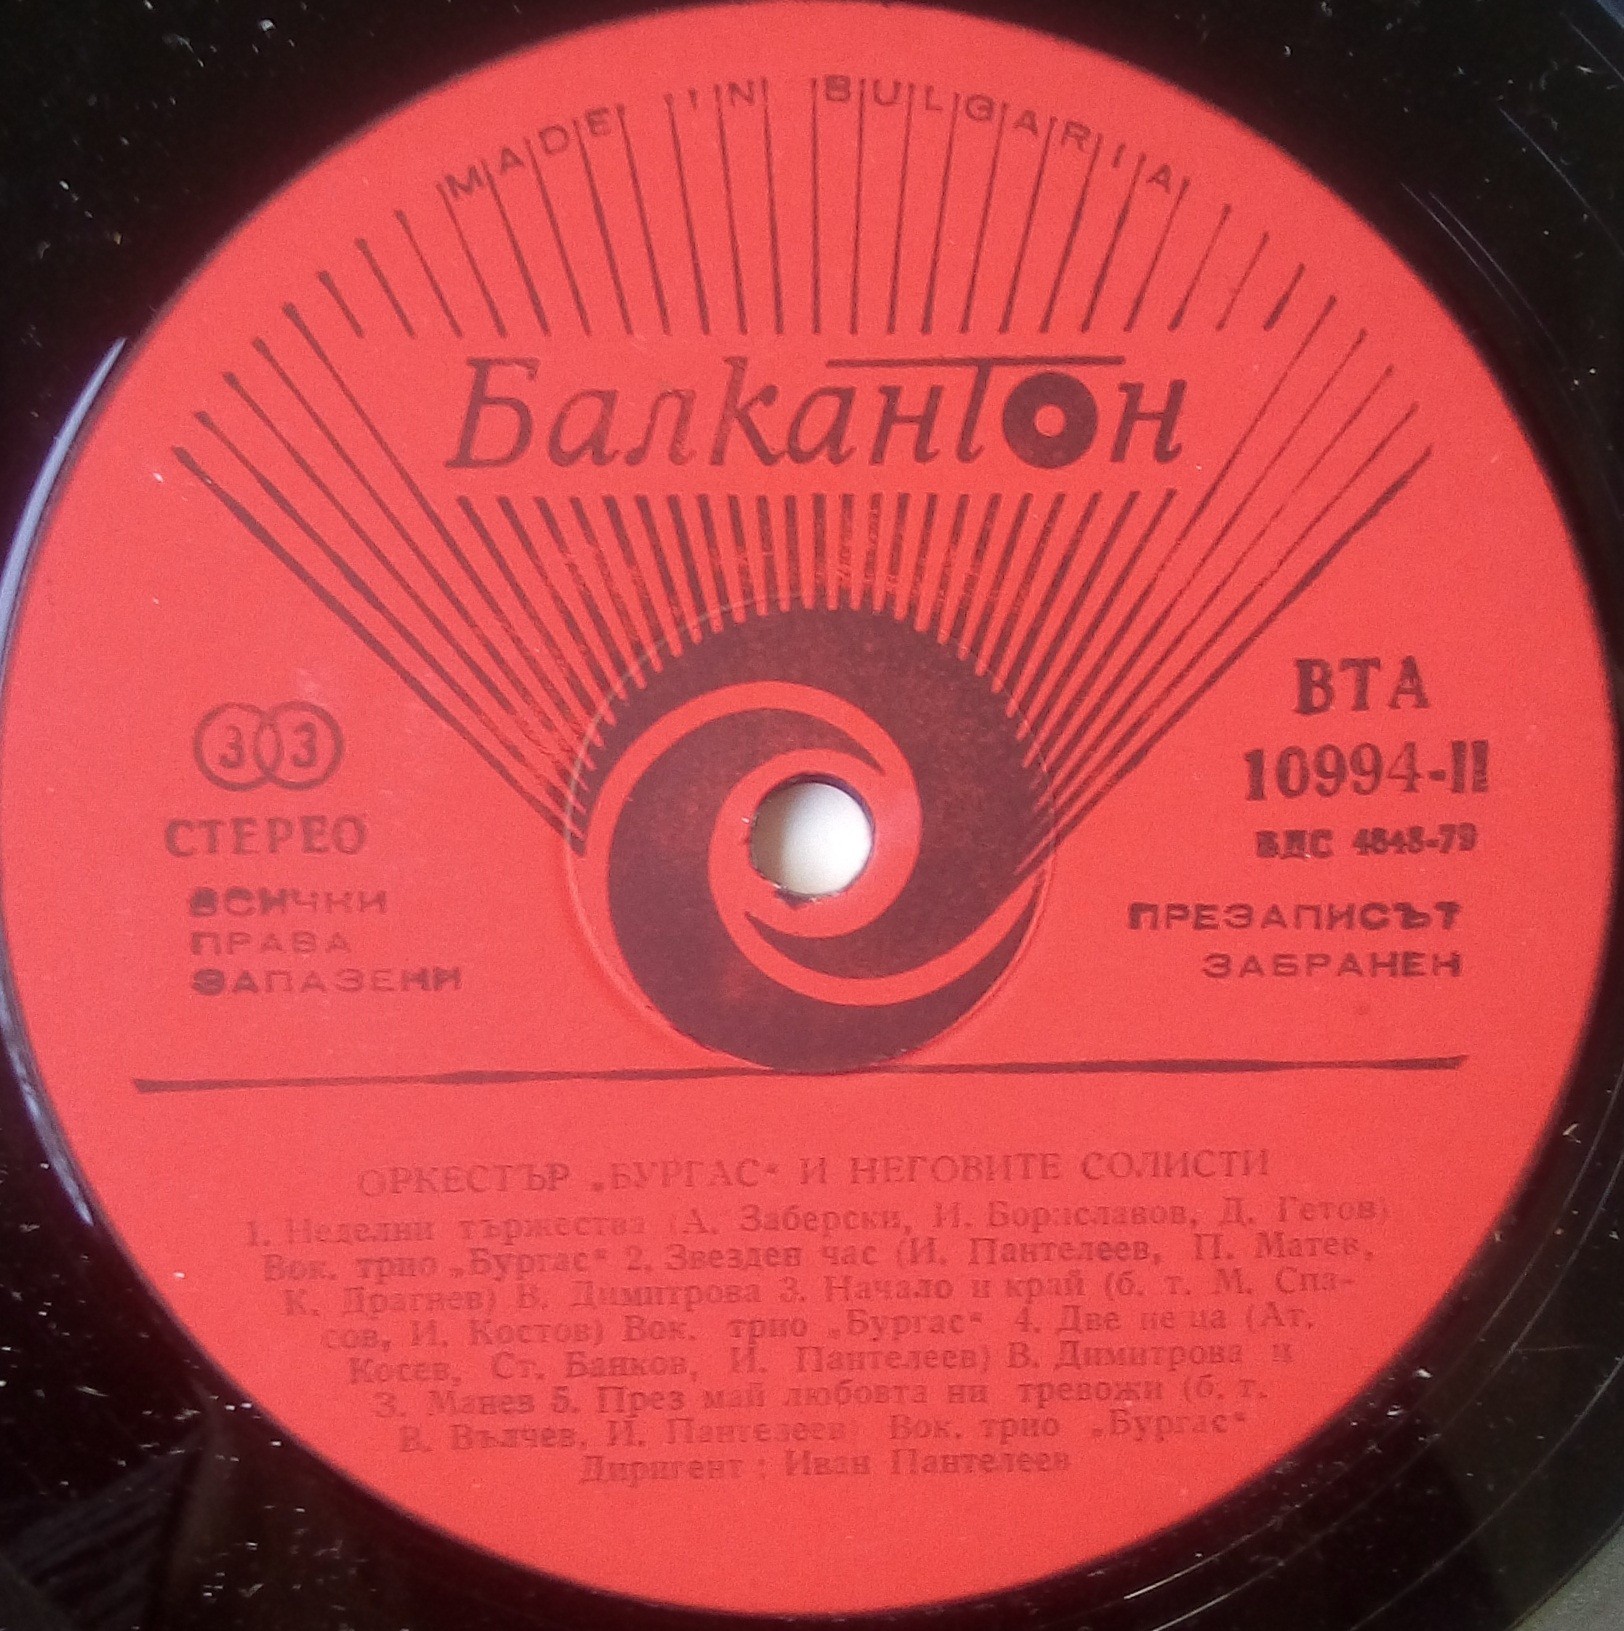 MADE IN BULGARIA
Балкантон
33
СТЕРЕО
ВСИЧКИ
ПРАВА
ЗАПАЗЕНИ
ВТА
10994-II
БДС 4848-79
ПРЕЗАПИСЪТ
ЗАБРАНЕН
ОРКЕСТЪР „БУРГАС“ И НЕГОВИТЕ СОЛИСТИ
1. Неделни тържества (А. Заберски, И. Бориславов, Д. Гетов)
Вок. трио „Бургас“ 2. Звезден час (И. Пантелеев, П. Матев,
К. Драгнев) В. Димитрова 3. Начало и край (б. т. М. Спа-
сов, И. Костов) Вок. трио „Бургас“ 4. Две (Ат.
Косев, Ст. Банков, И. Пантелеев) В. Димитрова и
З. Манев 5. През май любовта ни тревожи (б. т.
В. Вълчев, И. Пантелеев) Вок. трио „Бургас“
Диригент : Иван Пантелеев